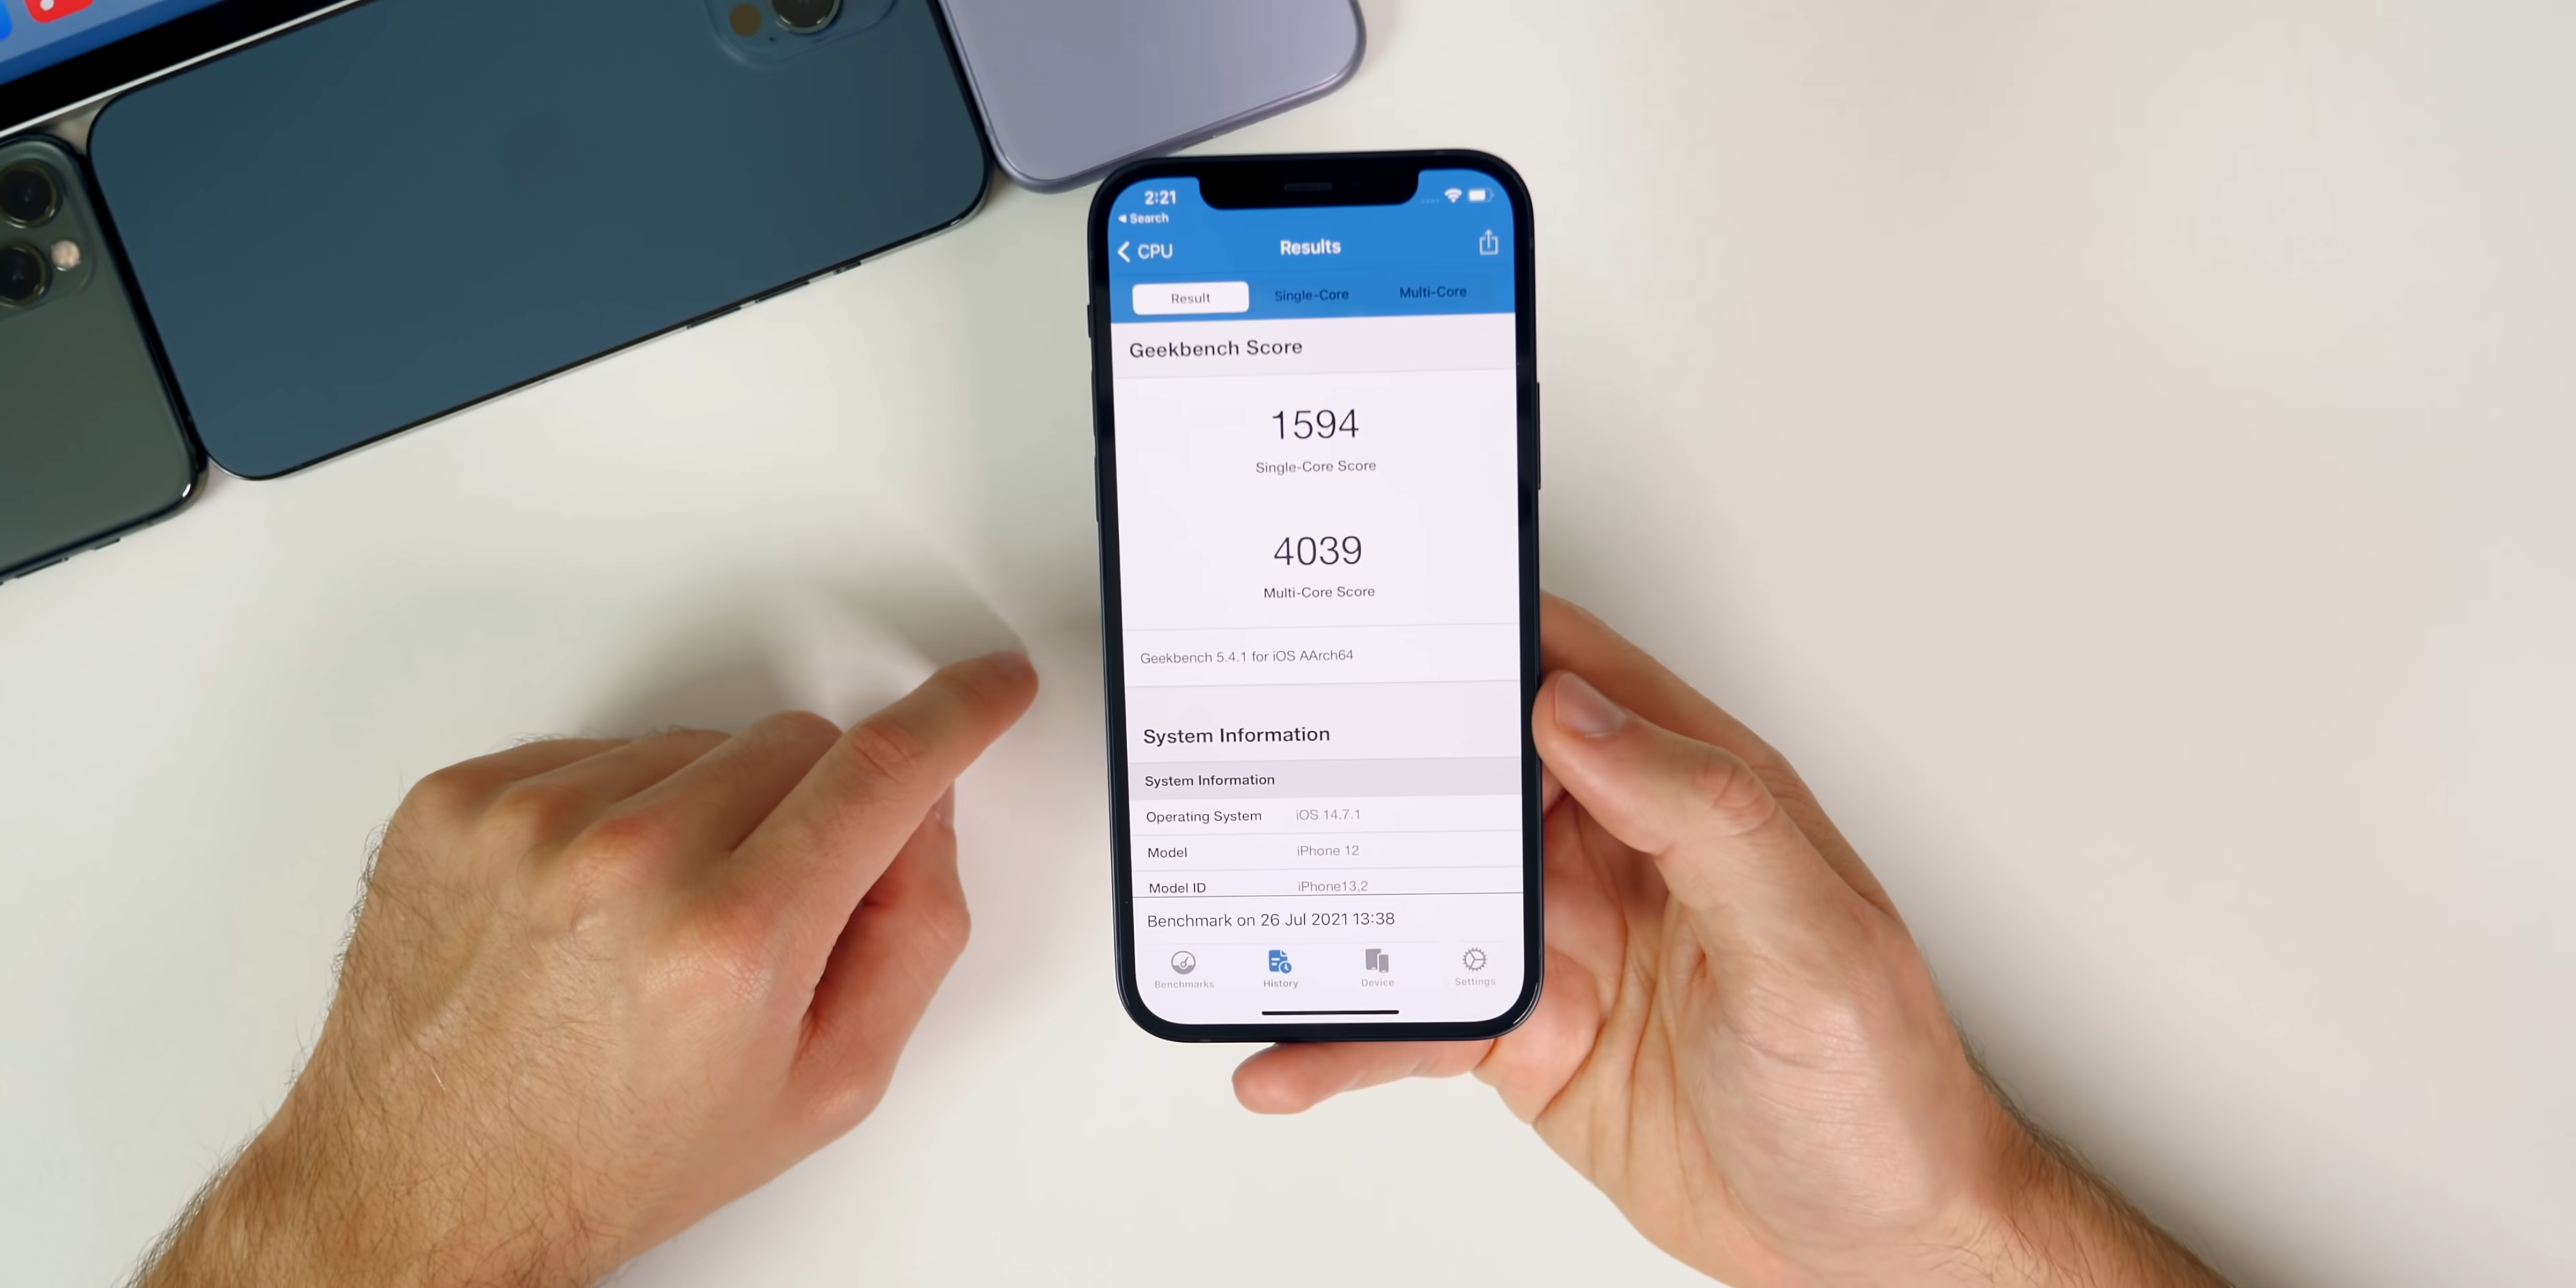 2:21
Search
CPU
Results
Result
Single-Core
Multi-Core
Geekbench Score
1594
Single-Core Score
4039
Multi-Core Score
Geekbench 5.4.1 for iOS AArch64
System Information
System Information
Operating System iOS 14.7.1
Model iPhone 12
Model ID iPhone13,2
Benchmark on 26 Jul 2021 13:38
Benchmarks
History
Device
Settings